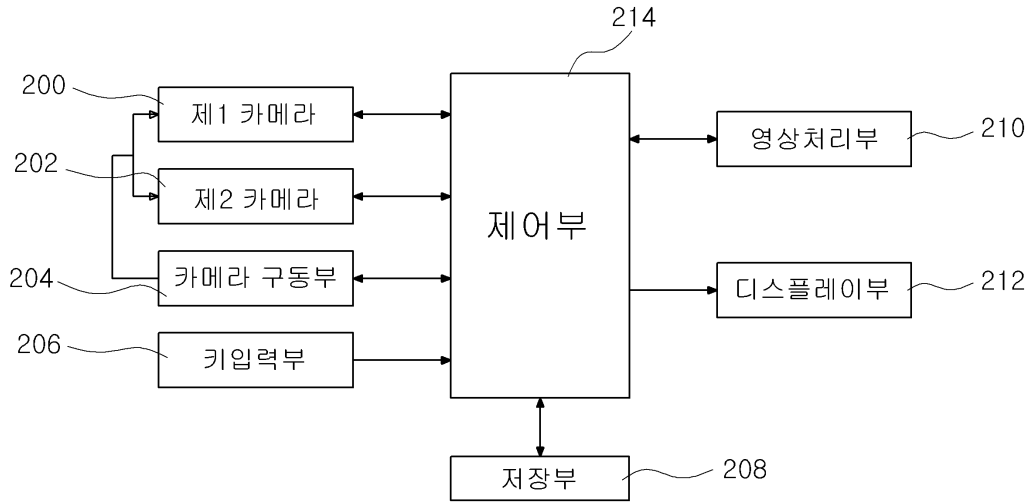 214
200
제1 카메라
영상처리부
210
202
제2 카메라
제어부
204
카메라 구동부
디스플레이부
212
206
키입력부
저장부
208